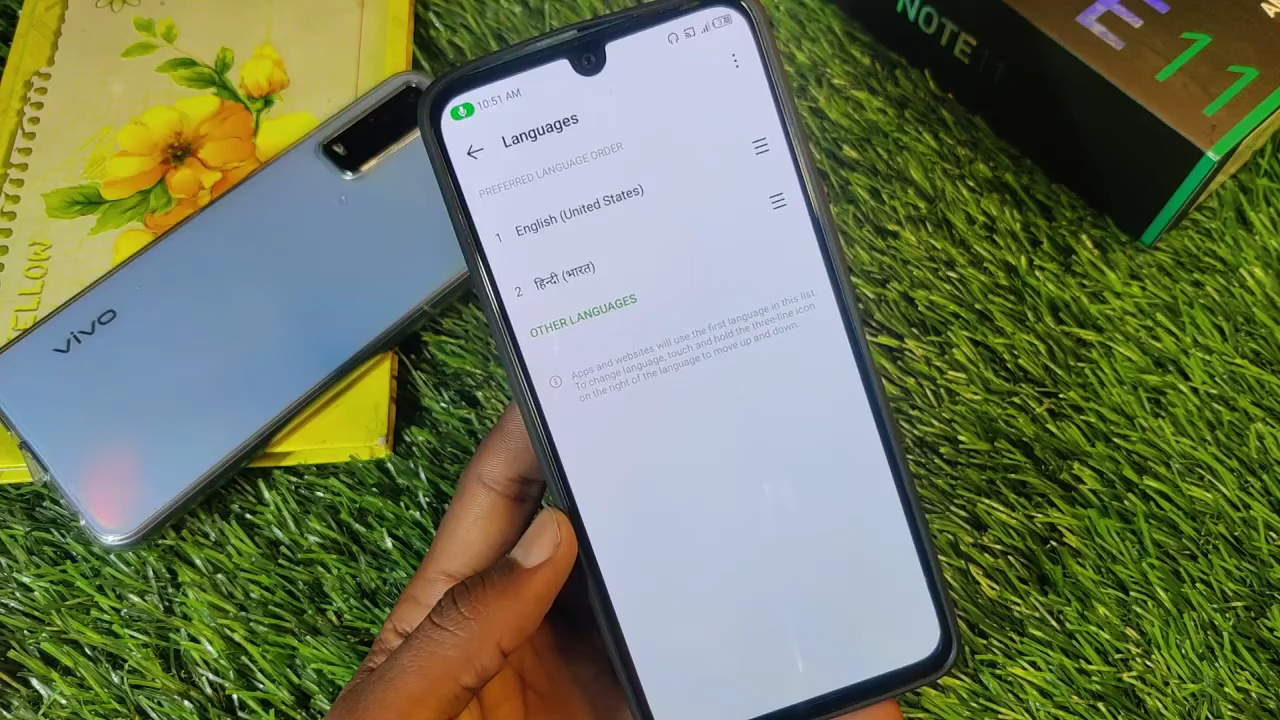 10:51 AM
Languages
PREFERRED LANGUAGE ORDER
1 English (United States)
2 हिन्दी (भारत)
OTHER LANGUAGES
Apps and websites will use the first language in this list.
To change language, touch and hold the three-line icon
on the right of the language to move up and down.
vivo
ELLOW
NOTE 11
E 11